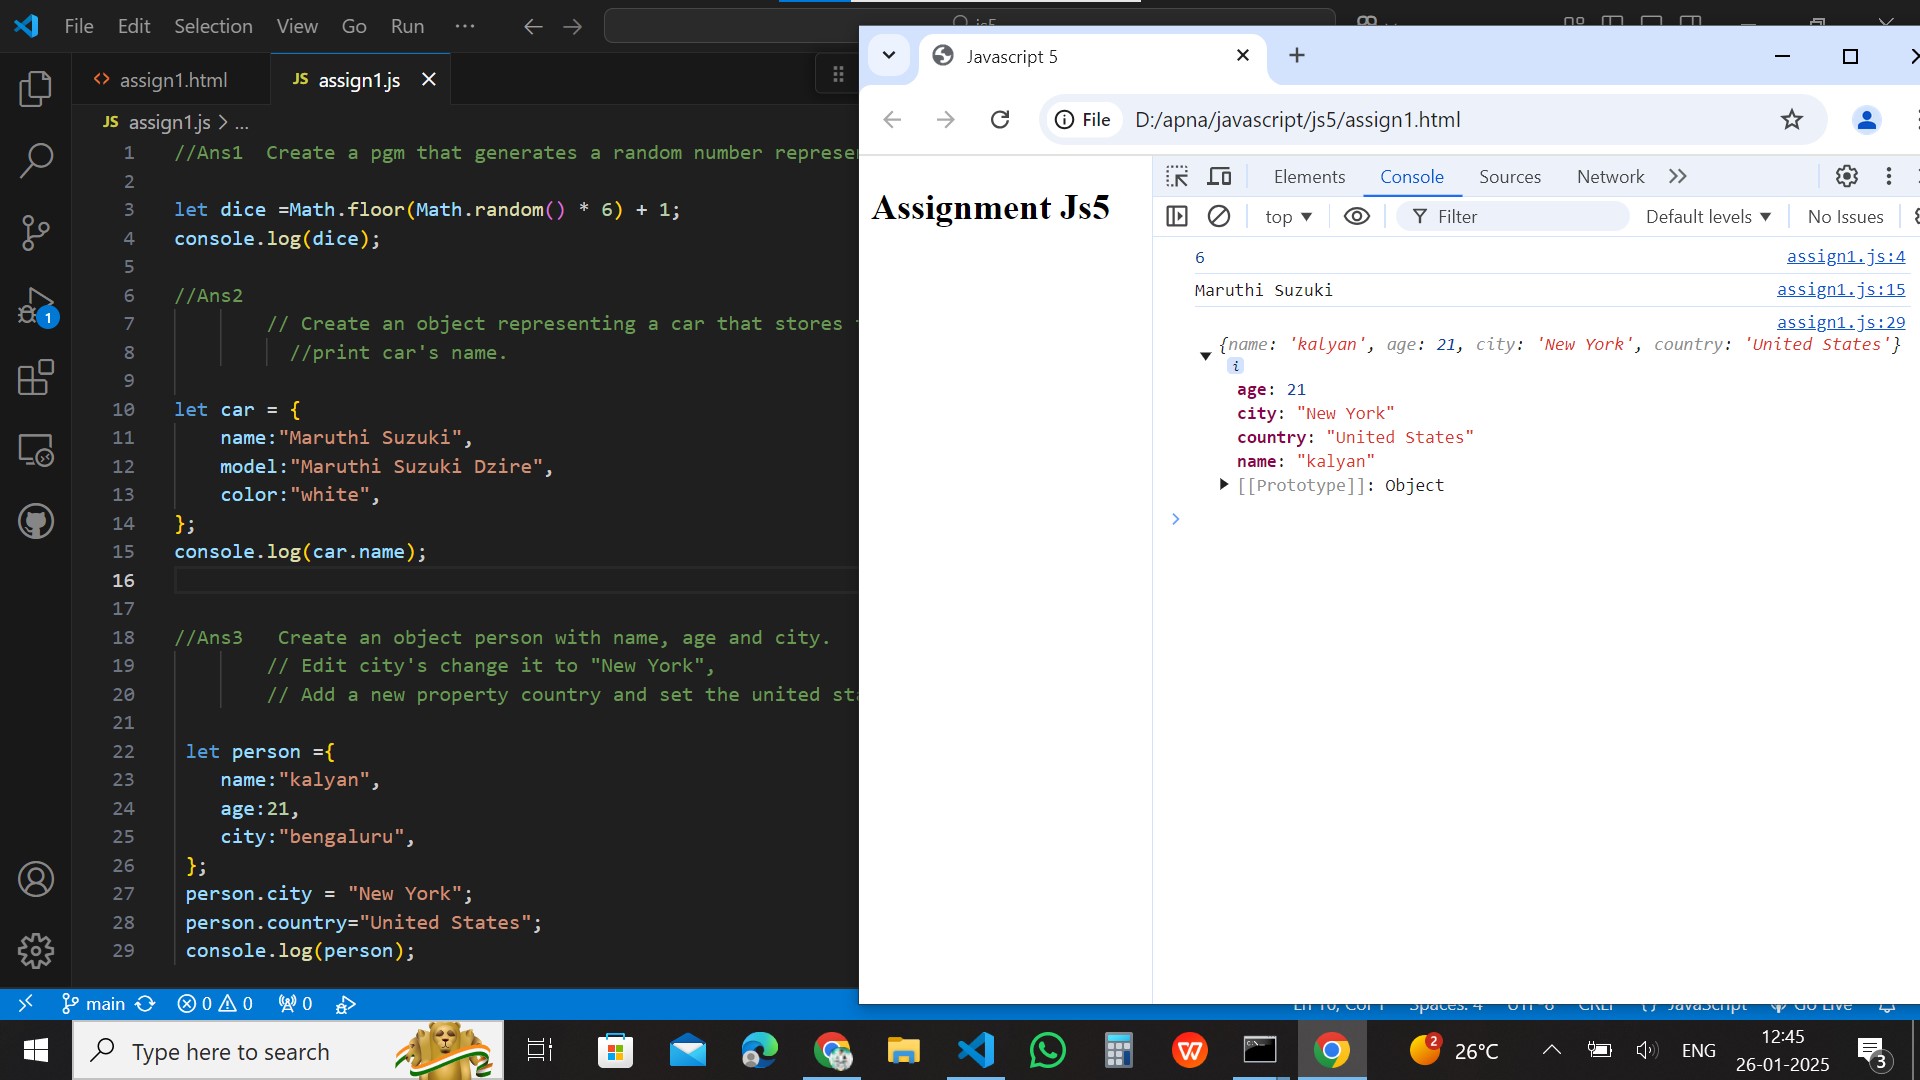 File Edit Selection View Go Run ···
js5
assign1.html
JS assign1.js
JS assign1.js > ...
1 //Ans1  Create a pgm that generates a random number
2
3 let dice =Math.floor(Math.random() * 6) + 1;
4 console.log(dice);
5
6 //Ans2
7 // Create an object representing a car that stores
8 //print car's name.
9
10 let car = {
11 name:"Maruthi Suzuki",
12 model:"Maruthi Suzuki Dzire",
13 color:"white",
14 };
15 console.log(car.name);
16
17
18 //Ans3   Create an object person with name, age and city.
19 // Edit city's change it to "New York",
20 // Add a new property country and set the united
21
22 let person ={
23 name:"kalyan",
24 age:21,
25 city:"bengaluru",
26 };
27 person.city = "New York";
28 person.country="United States";
29 console.log(person);
1
main 0 0 0
Javascript 5
File D:/apna/javascript/js5/assign1.html
Assignment Js5
Elements Console Sources Network
top Filter Default levels No Issues
6 assign1.js:4
Maruthi Suzuki assign1.js:15
assign1.js:29
{name: 'kalyan', age: 21, city: 'New York', country: 'United States'}
i
age: 21
city: "New York"
country: "United States"
name: "kalyan"
[[Prototype]]: Object
Type here to search
2 26°C ENG
12:45
26-01-2025
3